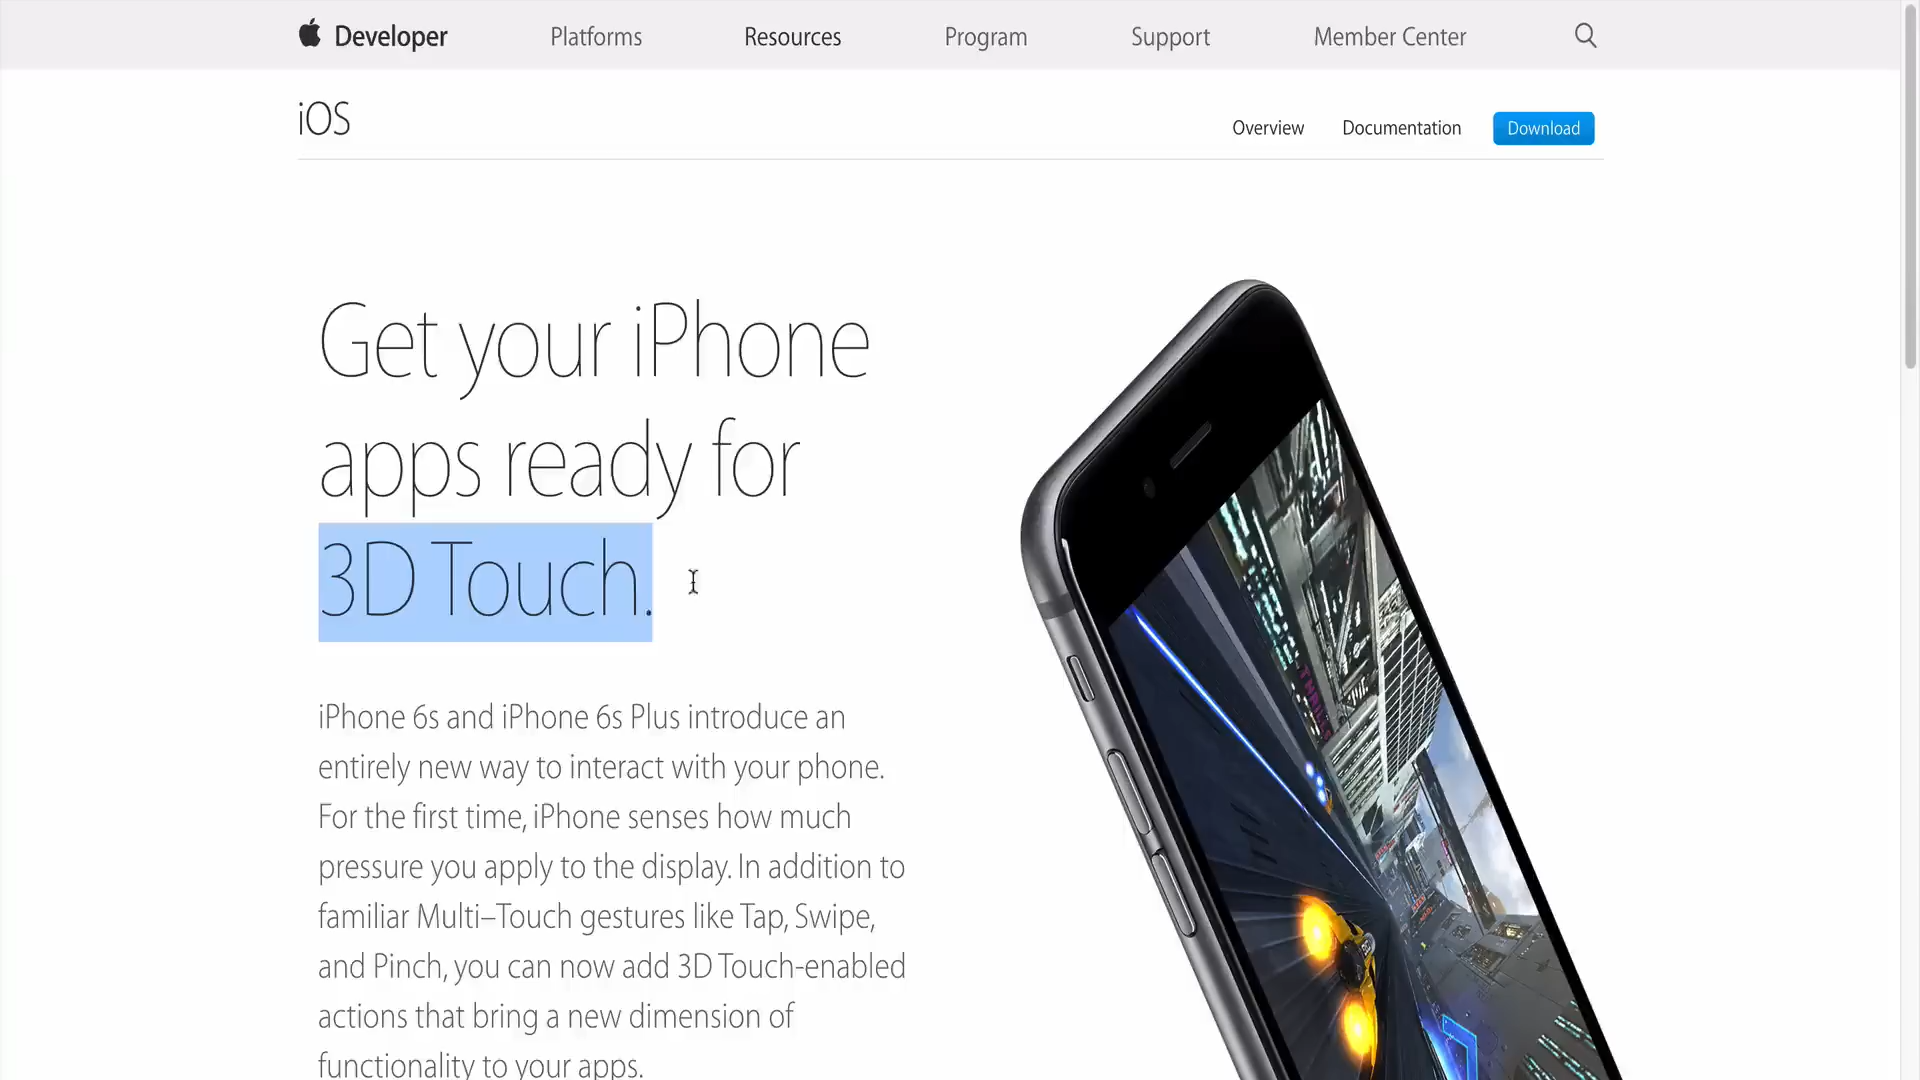 Developer
Platforms
Resources
Program
Support
Member Center
iOS
Overview
Documentation
Download
Get your iPhone
apps ready for
3D Touch.
iPhone 6s and iPhone 6s Plus introduce an
entirely new way to interact with your phone.
For the first time, iPhone senses how much
pressure you apply to the display. In addition to
familiar Multi–Touch gestures like Tap, Swipe,
and Pinch, you can now add 3D Touch-enabled
actions that bring a new dimension of
functionality to your apps.